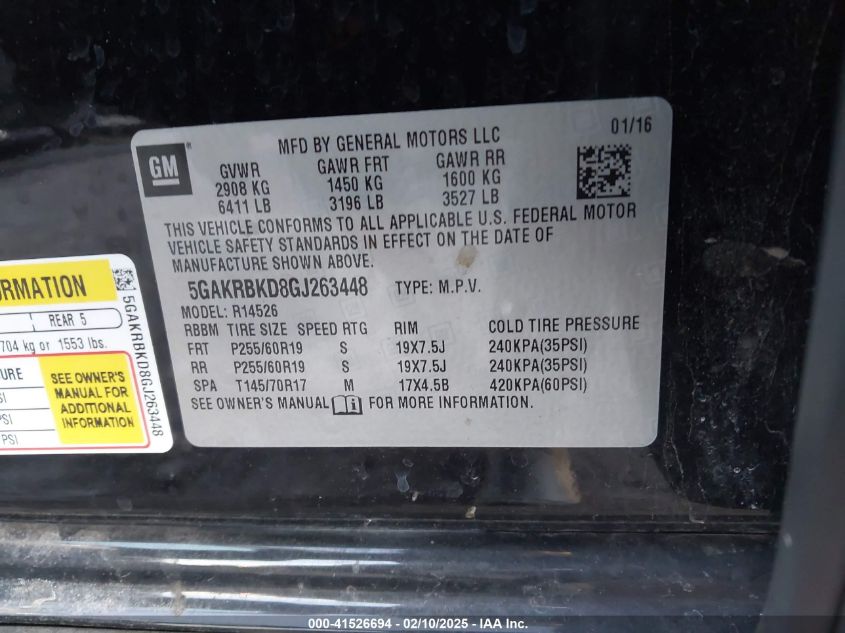 GM
MFD BY GENERAL MOTORS LLC
01/16
GVWR GAWR FRT GAWR RR
2908 KG 1450 KG 1600 KG
6411 LB 3196 LB 3527 LB
THIS VEHICLE CONFORMS TO ALL APPLICABLE U.S. FEDERAL MOTOR
VEHICLE SAFETY STANDARDS IN EFFECT ON THE DATE OF
MANUFACTURE SHOWN ABOVE.
5GAKRBKD8GJ263448 TYPE: M.P.V.
MODEL: R14526
RBBM TIRE SIZE SPEED RTG RIM COLD TIRE PRESSURE
FRT P255/60R19 S 19X7.5J 240KPA(35PSI)
RR P255/60R19 S 19X7.5J 240KPA(35PSI)
SPA T145/70R17 M 17X4.5B 420KPA(60PSI)
SEE OWNER'S MANUAL i FOR MORE INFORMATION.
REAR 5
704 kg or 1553 lbs.
SEE OWNER'S
MANUAL FOR
ADDITIONAL
INFORMATION
PSI
5GAKRBKD8GJ263448
000-41526694 - 02/10/2025 - IAA Inc.